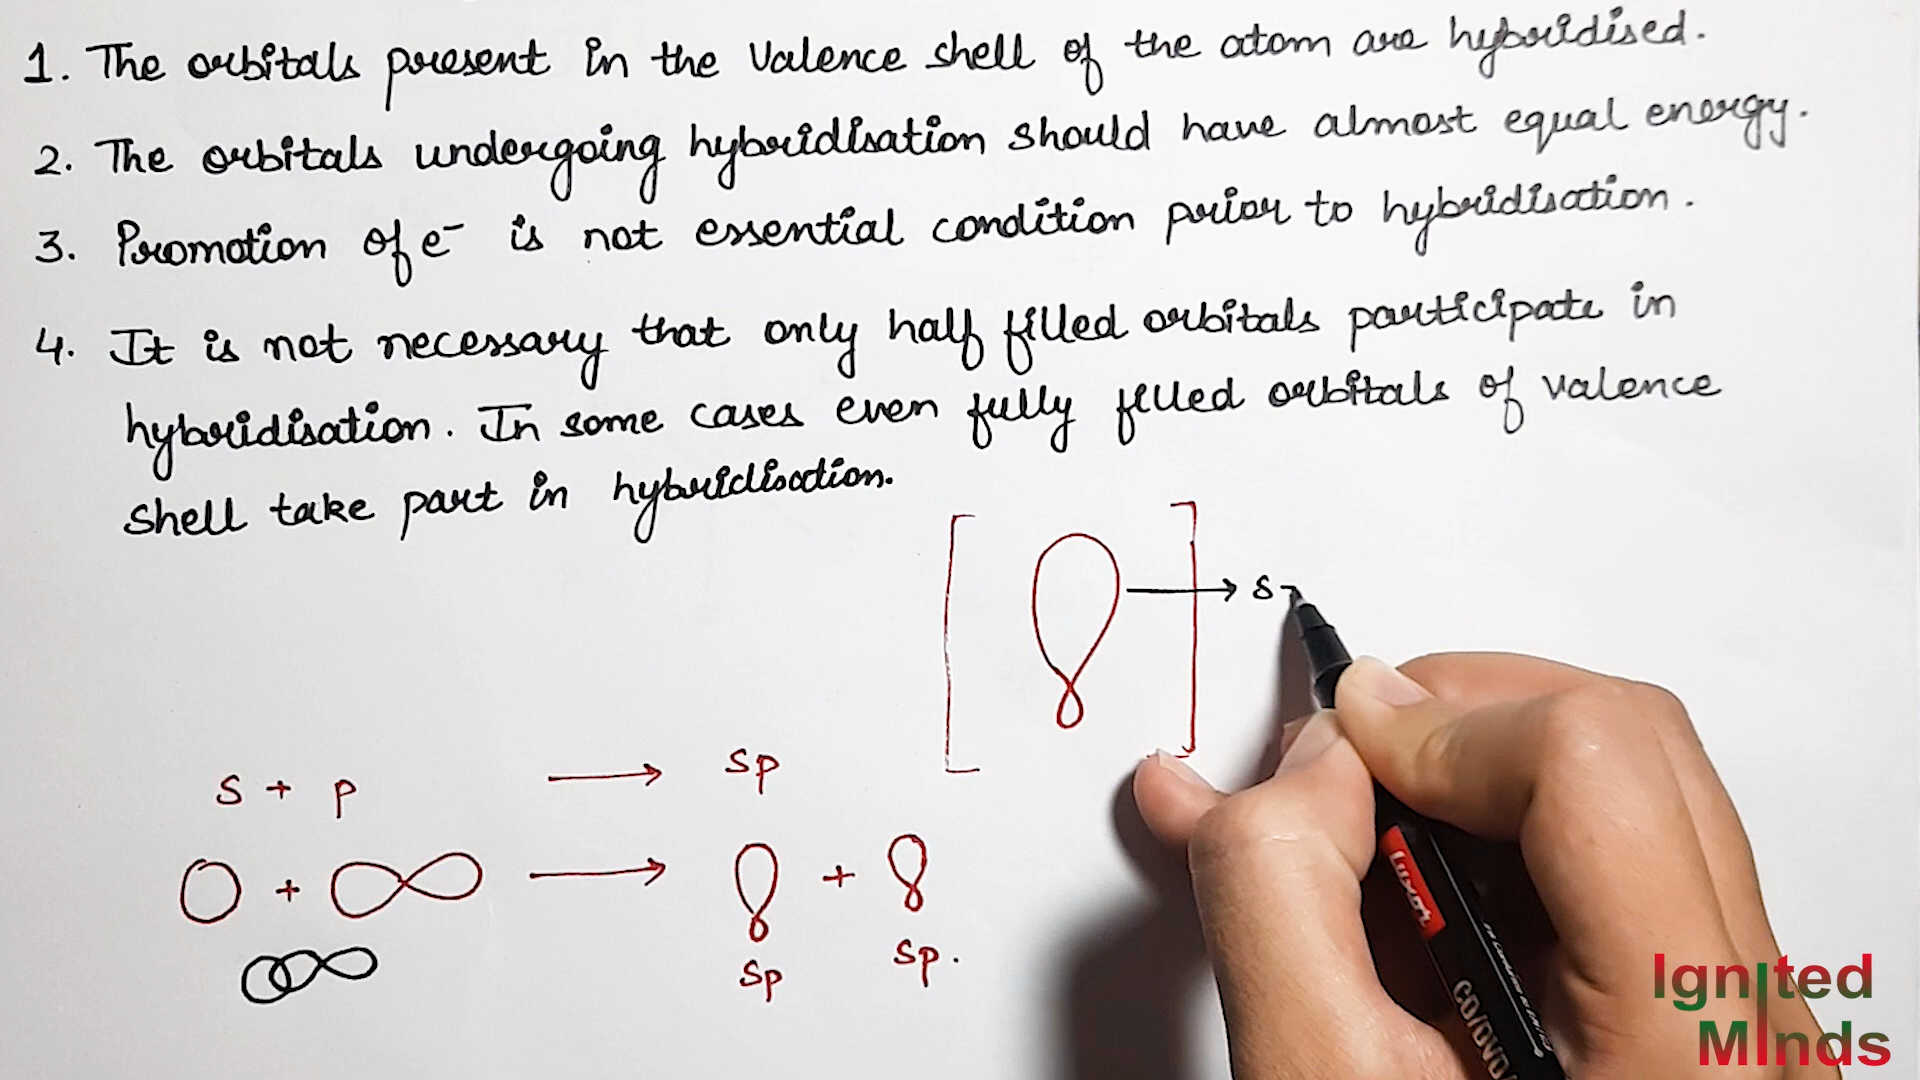 1. The orbitals present in the valence shell of the atom are hybridised.
2. The orbitals undergoing hybridisation should have almost equal energy.
3. Promotion of e⁻ is not essential condition prior to hybridisation.
4. It is not necessary that only half filled orbitals participate in
hybridisation. In some cases even fully filled orbitals of valence
shell take part in hybridisation.
→ s
s + p → sp
+ → +
sp sp.
Luxor
CD/DVD
Ignited
Minds